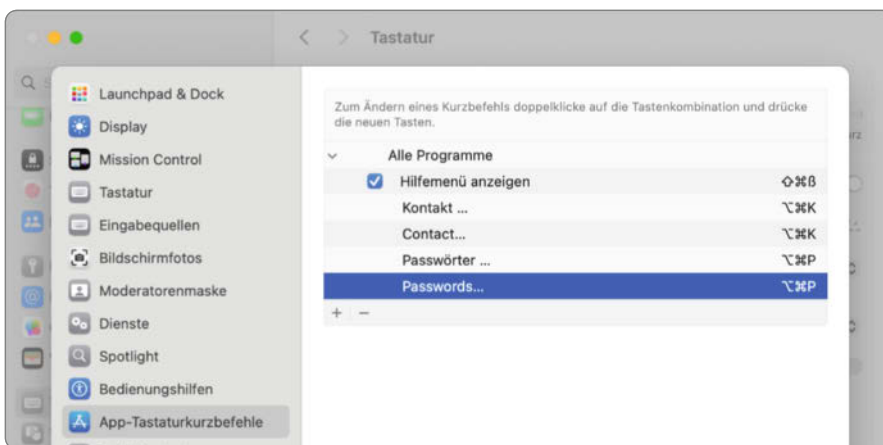 Tastatur
Launchpad & Dock
Display
Mission Control
Tastatur
Eingabequellen
Bildschirmfotos
Moderatorenmaske
Dienste
Spotlight
Bedienungshilfen
App-Tastaturkurzbefehle
Zum Ändern eines Kurzbefehls doppelklicke auf die Tastenkombination und drücke
die neuen Tasten.
Alle Programme
Hilfemenü anzeigen ⇧⌘ß
Kontakt ... ⌥⌘K
Contact... ⌥⌘K
Passwörter ... ⌥⌘P
Passwords... ⌥⌘P
+ −